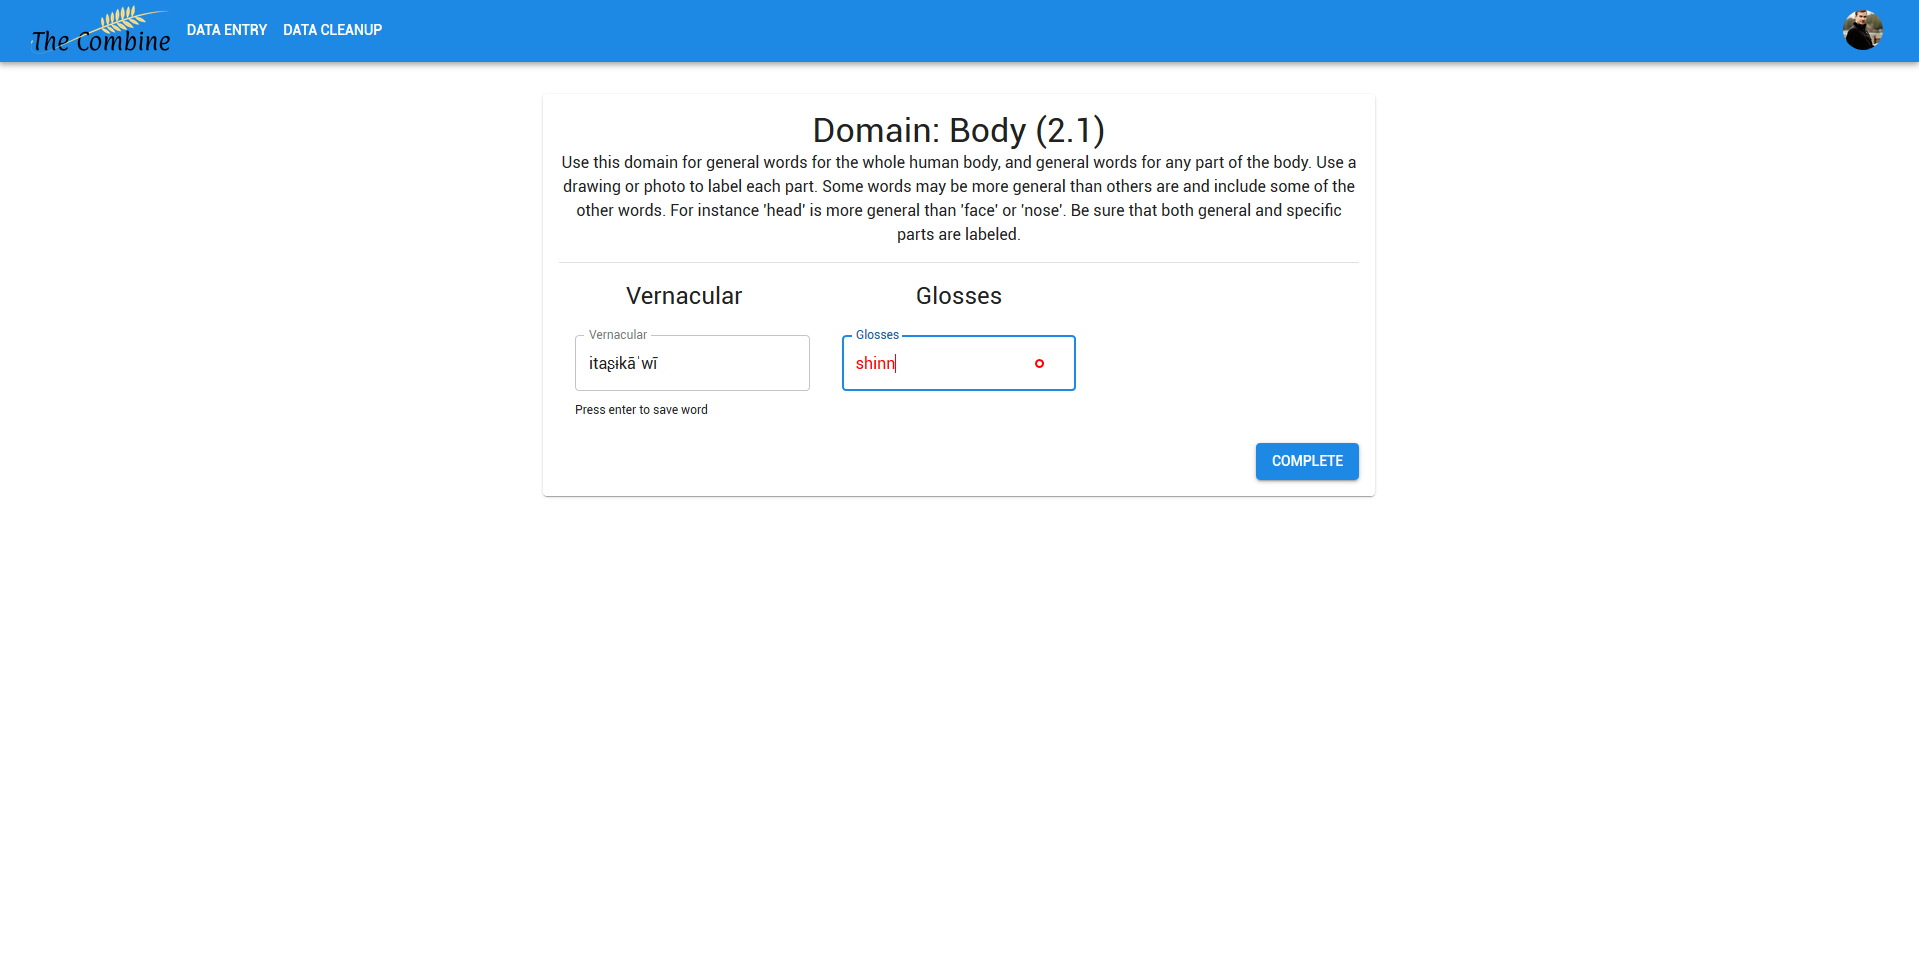 The Combine
DATA ENTRY
DATA CLEANUP
Domain: Body (2.1)
Use this domain for general words for the whole human body, and general words for any part of the body. Use a
drawing or photo to label each part. Some words may be more general than others are and include some of the
other words. For instance 'head' is more general than 'face' or 'nose'. Be sure that both general and specific
parts are labeled.
Vernacular
Glosses
Vernacular
Glosses
itaʂɨkāˈwī
shinn
Press enter to save word
COMPLETE